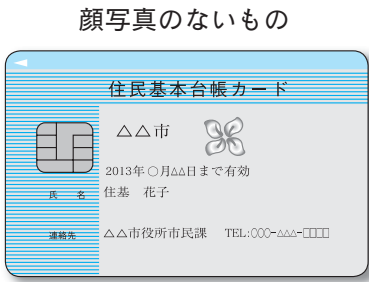 顔写真のないもの
住民基本台帳カード
△△市
2013年○月△△日まで有効
氏　名　住基　花子
連絡先　△△市役所市民課　TEL:○○○-△△△-□□□□